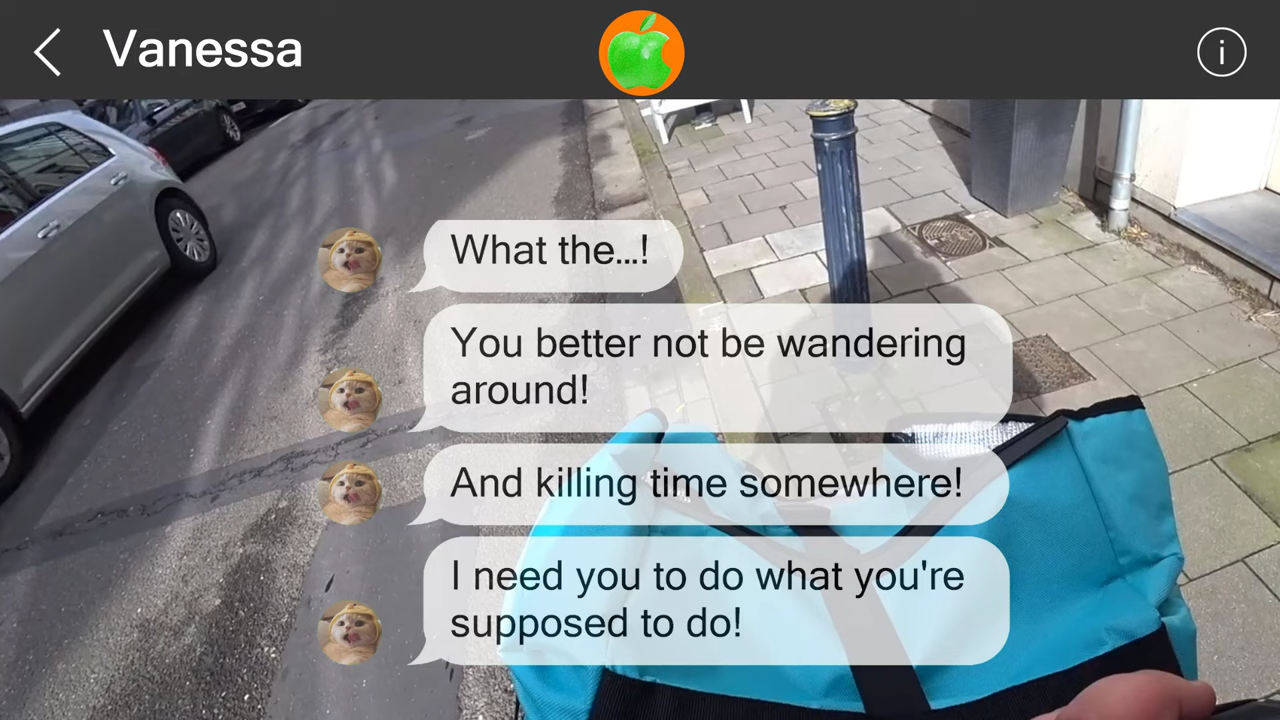 Vanessa
What the...!
You better not be wandering
around!
And killing time somewhere!
I need you to do what you're
supposed to do!